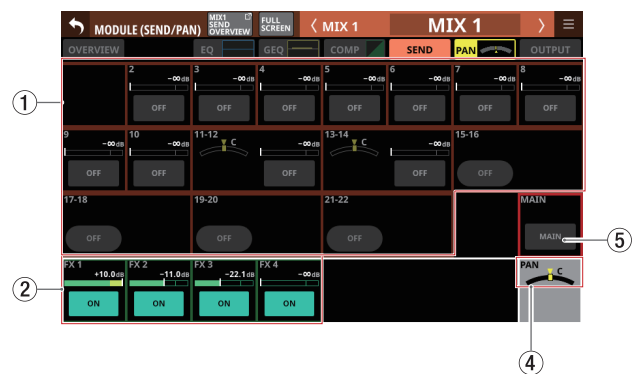 MODULE (SEND/PAN)
MIX1
SEND
OVERVIEW
FULL
SCREEN
MIX 1
MIX 1
OVERVIEW
EQ
GEQ
COMP
SEND
PAN
OUTPUT
2 3 4 5 6 7 8
-∞dB -∞dB -∞dB -∞dB -∞dB -∞dB -∞dB
1
OFF OFF OFF OFF OFF OFF OFF
9 10 11-12 13-14 15-16
-∞dB -∞dB C -∞dB C -∞dB
OFF OFF OFF OFF OFF
17-18 19-20 21-22 MAIN
OFF OFF OFF MAIN
5
FX 1 FX 2 FX 3 FX 4 PAN
+10.0dB -11.0dB -22.1dB -∞dB C
2
ON ON ON ON
4